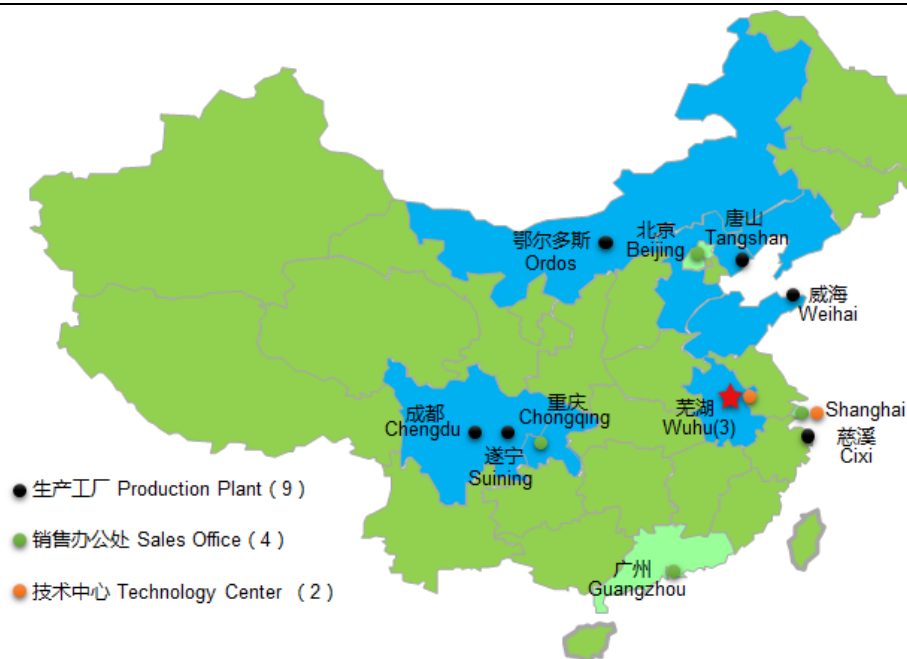 唐山
Tangshan
北京
Beijing
鄂尔多斯
Ordos
威海
Weihai
成都
Chengdu
重庆
Chongqing
遂宁
Suining
芜湖
Wuhu(3)
Shanghai
慈溪
Cixi
广州
Guangzhou
生产工厂 Production Plant ( 9 )
销售办公处 Sales Office ( 4 )
技术中心 Technology Center ( 2 )